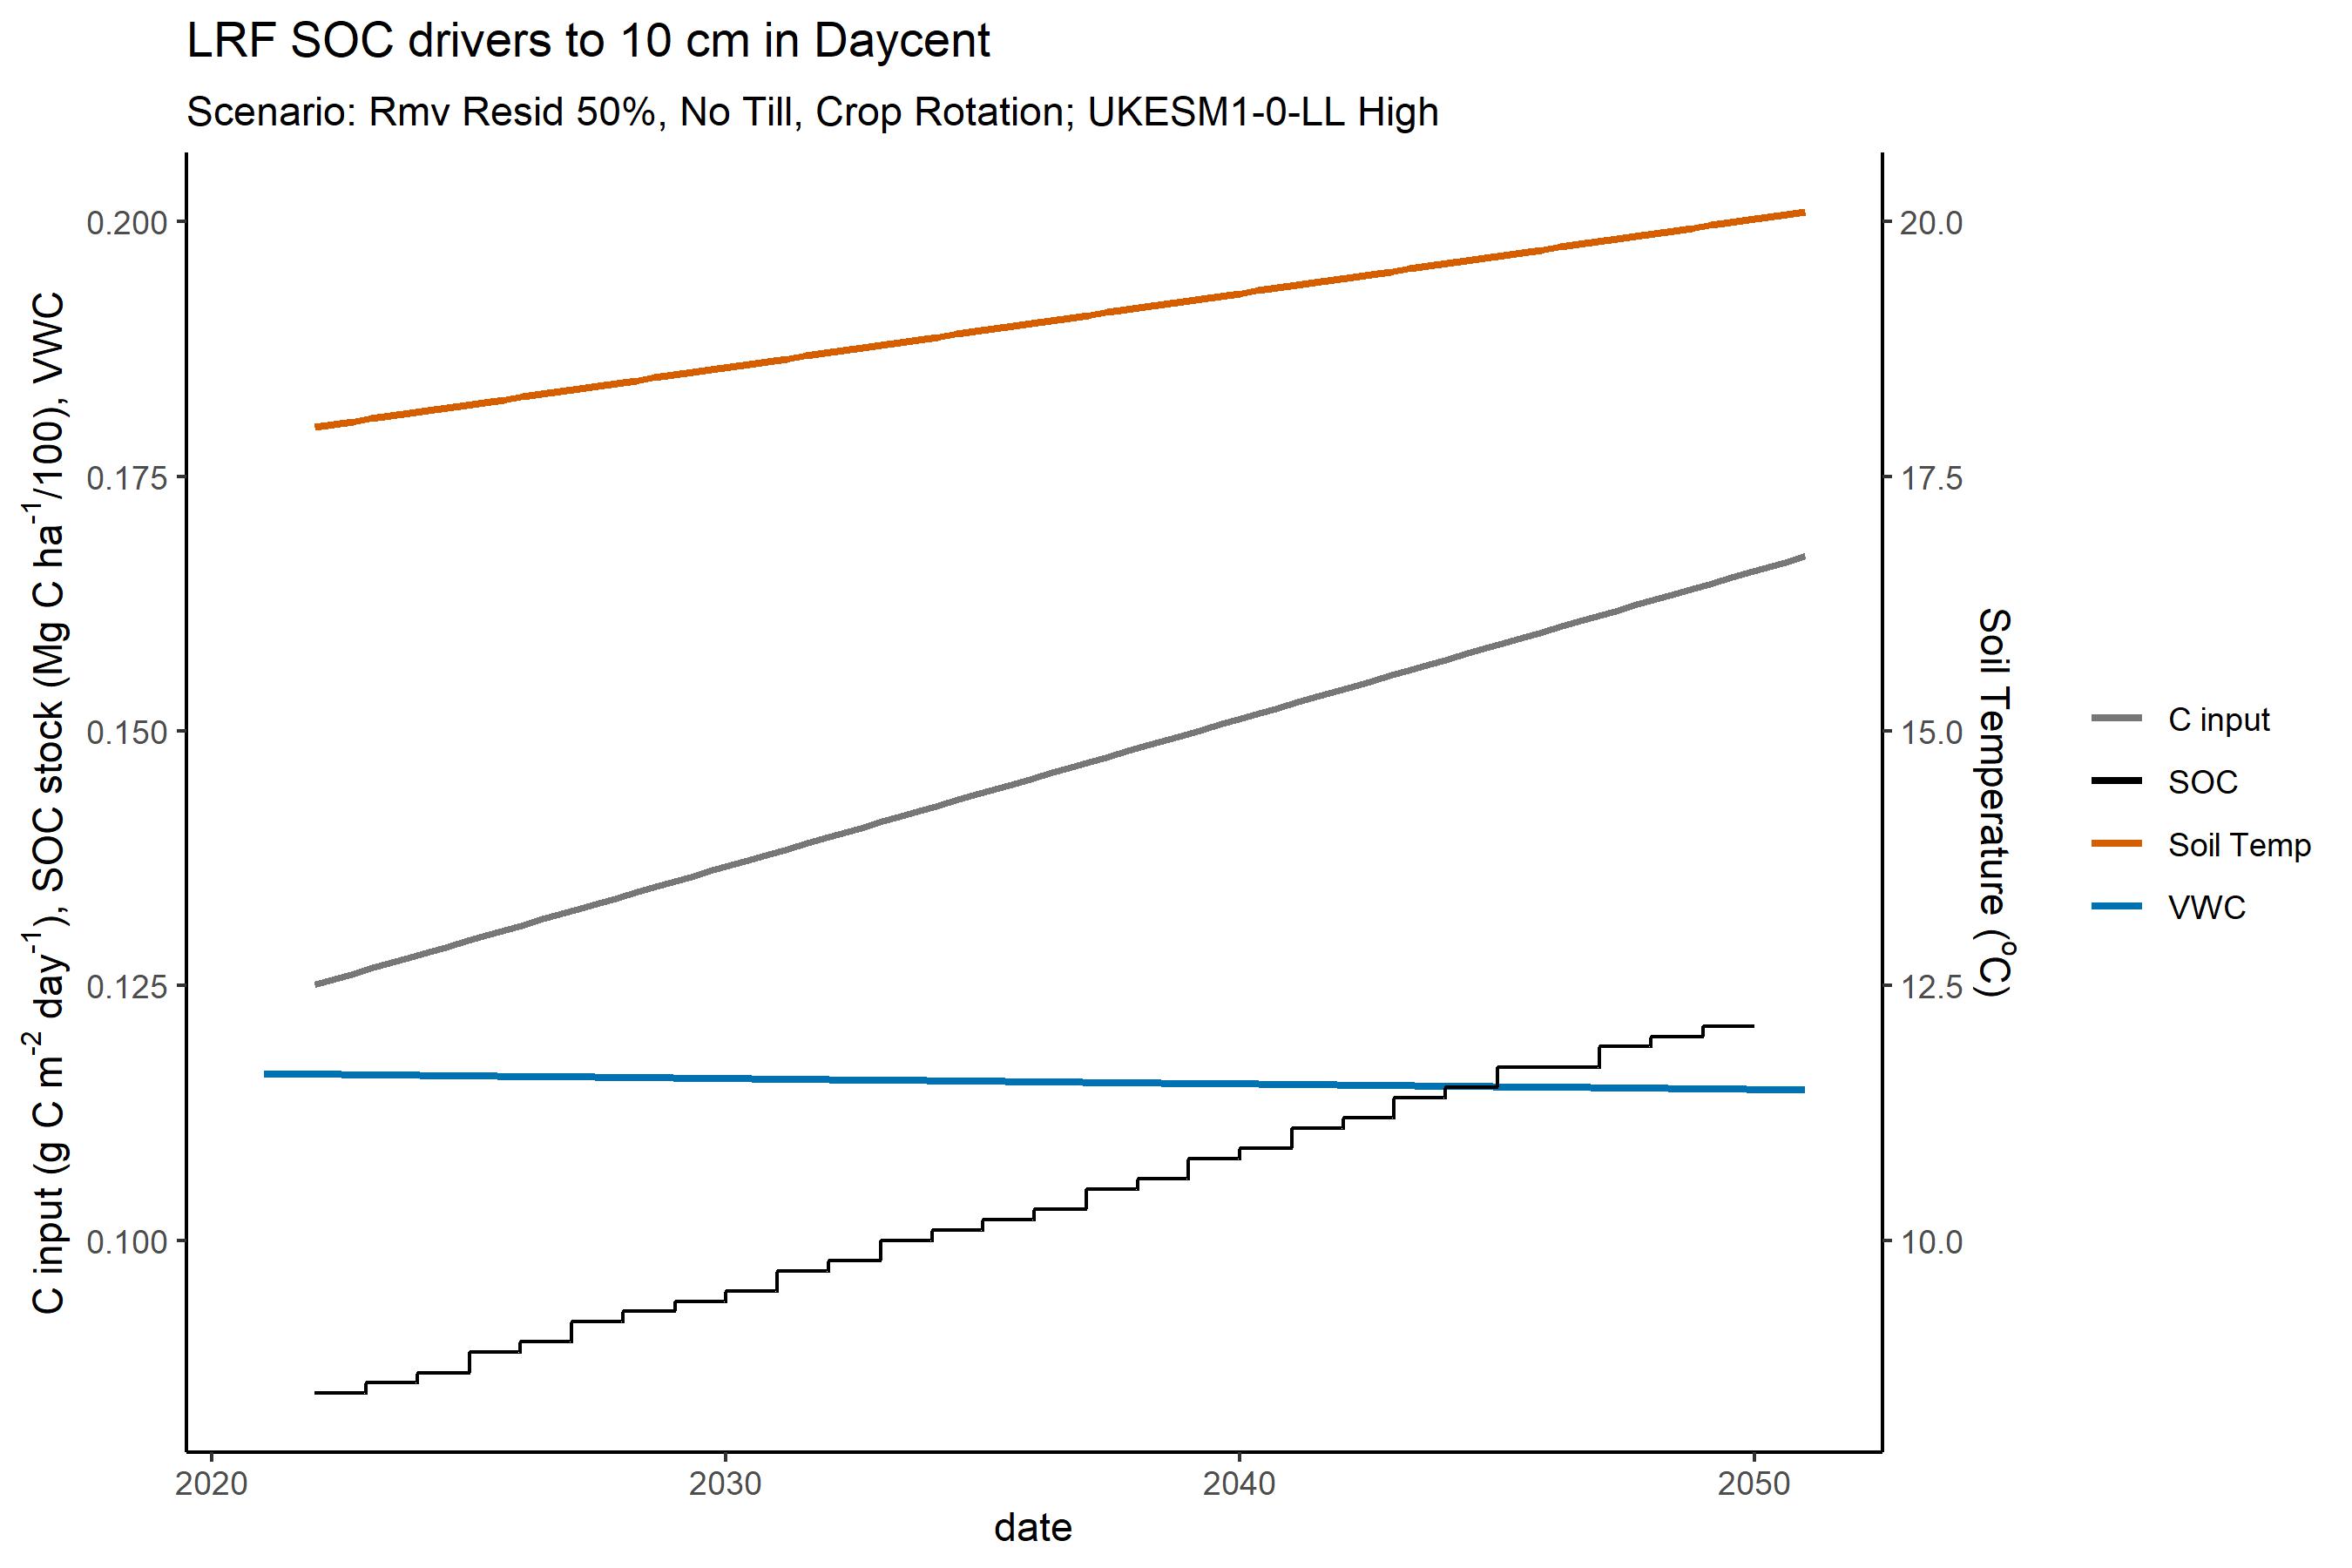 LRF SOC drivers to 10 cm in Daycent
Scenario: Rmv Resid 50%, No Till, Crop Rotation; UKESM1-0-LL High
C input (g C m⁻² day⁻¹), SOC stock (Mg C ha⁻¹/100), VWC
0.200
0.175
0.150
0.125
0.100
20.0
17.5
15.0
12.5
10.0
Soil Temperature (°C)
C input
SOC
Soil Temp
VWC
2020 2030 2040 2050
date